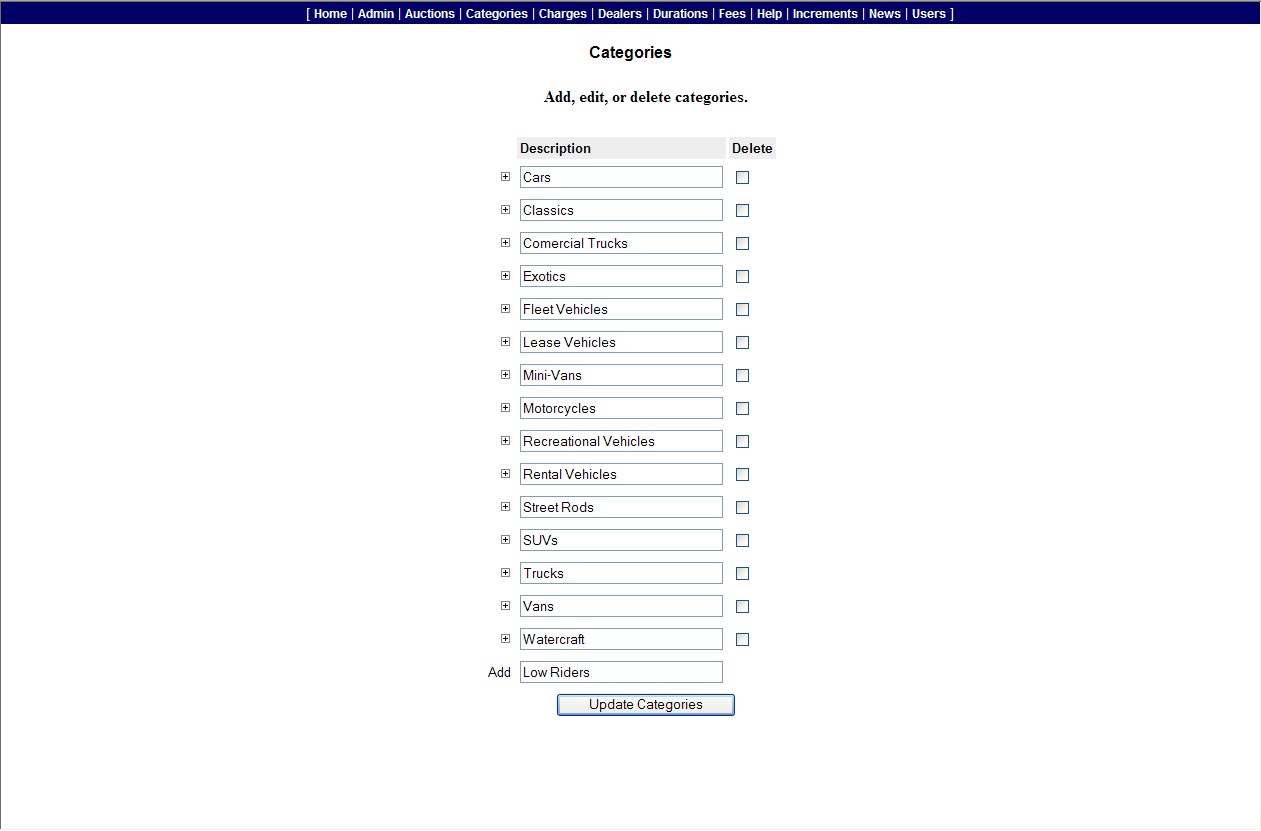 [ Home | Admin | Auctions | Categories | Charges | Dealers | Durations | Fees | Help | Increments | News | Users ]
Categories
Add, edit, or delete categories.
Description Delete
Cars
Classics
Comercial Trucks
Exotics
Fleet Vehicles
Lease Vehicles
Mini-Vans
Motorcycles
Recreational Vehicles
Rental Vehicles
Street Rods
SUVs
Trucks
Vans
Watercraft
Add Low Riders
Update Categories